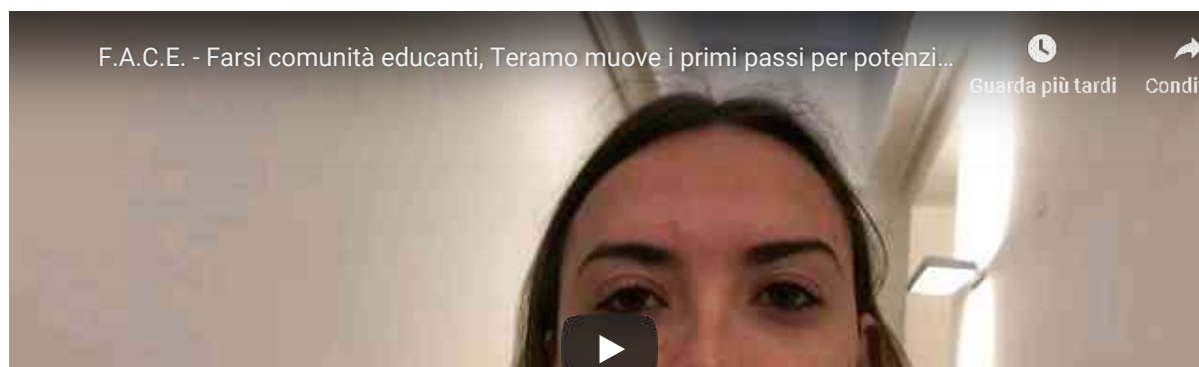 F.A.C.E. - Farsi comunità educanti, Teramo muove i primi passi per potenzi...
Guarda più tardi
Condi